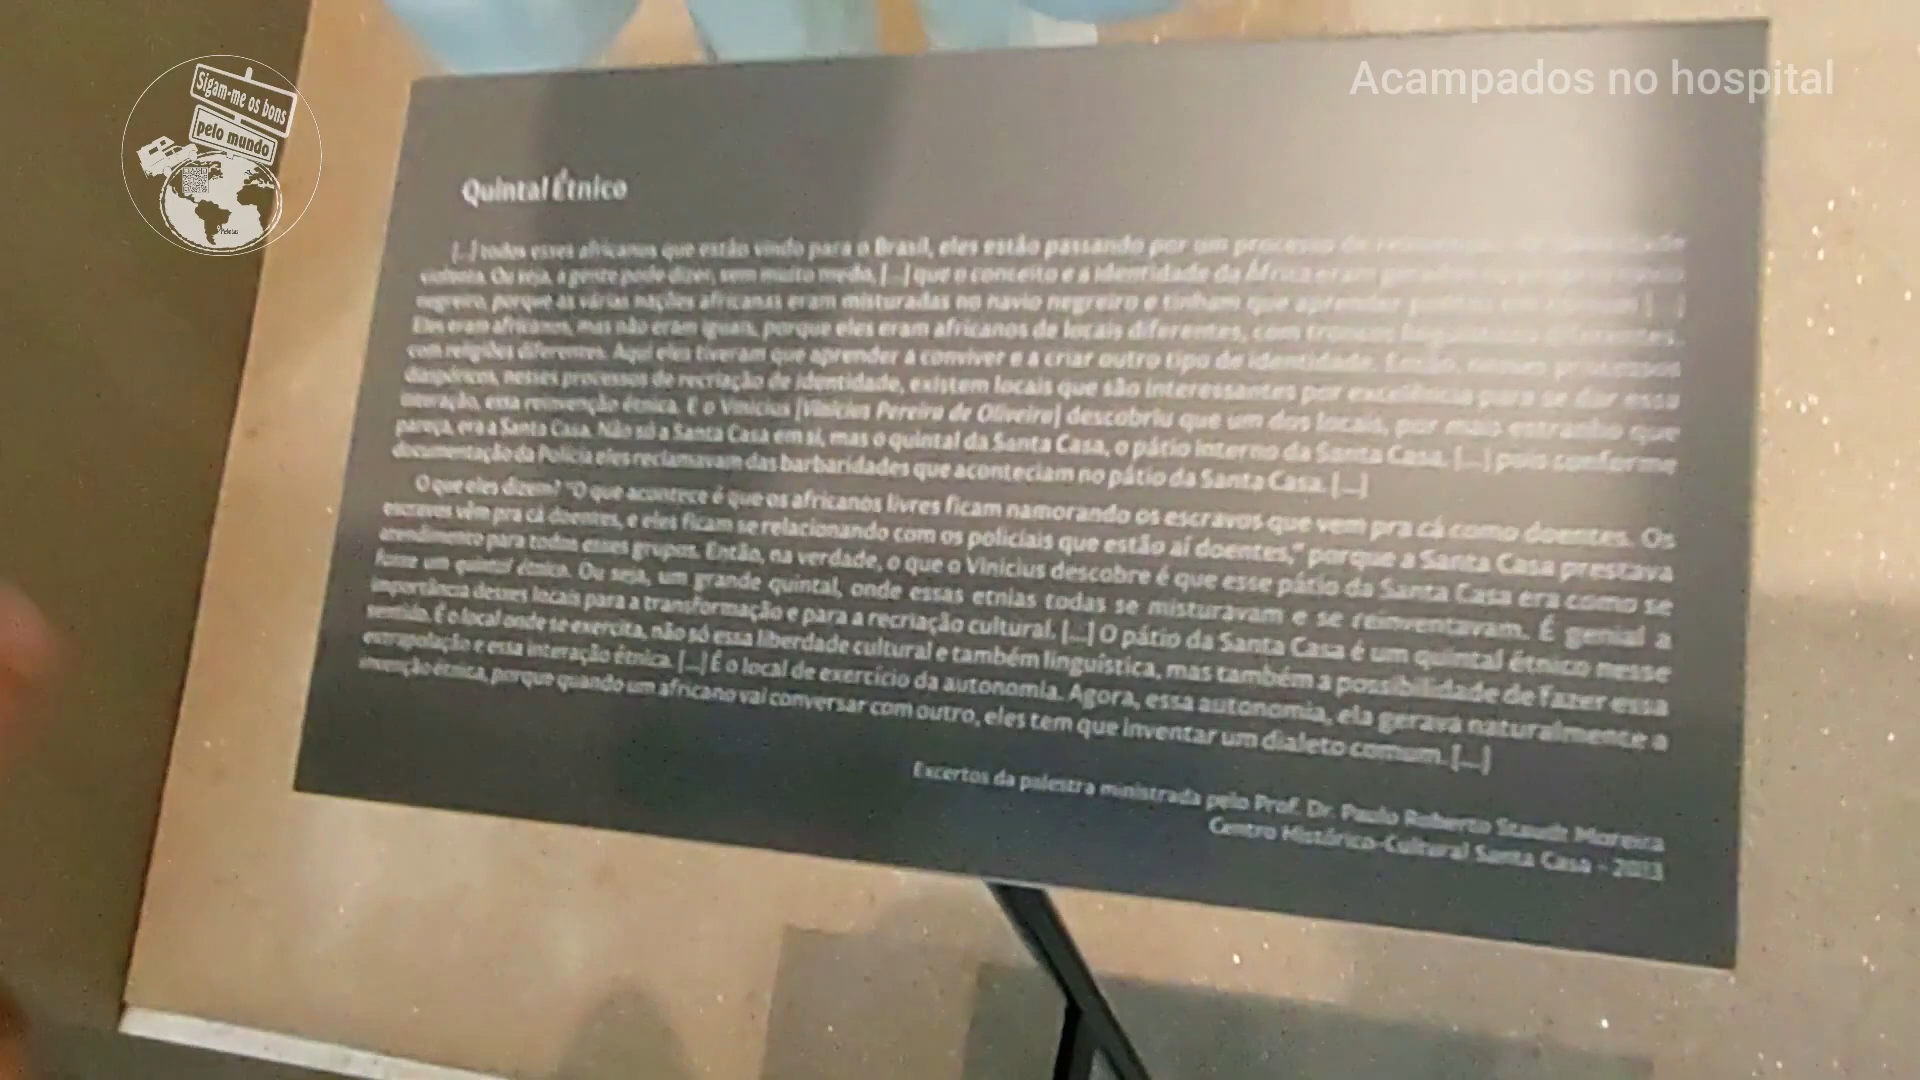 Sigam-me os bons
pelo mundo
Acampados no hospital
Quintal Étnico
[...] todos esses africanos que estão vindo para o Brasil, eles estão passando por um processo de
violenta. Ou seja, a gente pode dizer, sem muito medo, [...] que o conceito e a identidade da África eram
negreiro, porque as várias nações africanas eram misturadas no navio negreiro e tinham que aprender [...]
Eles eram africanos, mas não eram iguais, porque eles eram africanos de locais diferentes, com troncos linguísticos diferentes,
com religiões diferentes. Aqui eles tiveram que aprender a conviver e a criar outro tipo de identidade. Então, nesses processos
diaspóricos, nesses processos de recriação de identidade, existem locais que são interessantes por excelência para se dar essa
interação, essa reinvenção étnica. E o Vinicius [Vinicius Pereira de Oliveira] descobriu que um dos locais, por mais estranho que
pareça, era a Santa Casa. Não só a Santa Casa em si, mas o quintal da Santa Casa, o pátio interno da Santa Casa, [...] pois conforme
documentação da Polícia eles reclamavam das barbaridades que aconteciam no pátio da Santa Casa. [...]
O que eles dizem? "O que acontece é que os africanos livres ficam namorando os escravos que vem pra cá como doentes. Os
escravos vêm pra cá doentes, e eles ficam se relacionando com os policiais que estão aí doentes," porque a Santa Casa prestava
atendimento para todos esses grupos. Então, na verdade, o que o Vinicius descobre é que esse pátio da Santa Casa era como se
fosse um quintal étnico. Ou seja, um grande quintal, onde essas etnias todas se misturavam e se reinventavam. É genial a
importância desses locais para a transformação e para a recriação cultural. [...] O pátio da Santa Casa é um quintal étnico nesse
sentido. É o local onde se exercita, não só essa liberdade cultural e também linguística, mas também a possibilidade de fazer essa
extrapolação e essa interação étnica. [...] É o local de exercício da autonomia. Agora, essa autonomia, ela gerava naturalmente a
invenção étnica, porque quando um africano vai conversar com outro, eles tem que inventar um dialeto comum. [...]
Excertos da palestra ministrada pelo Prof. Dr. Paulo Roberto Staudt Moreira
Centro Histórico-Cultural Santa Casa -